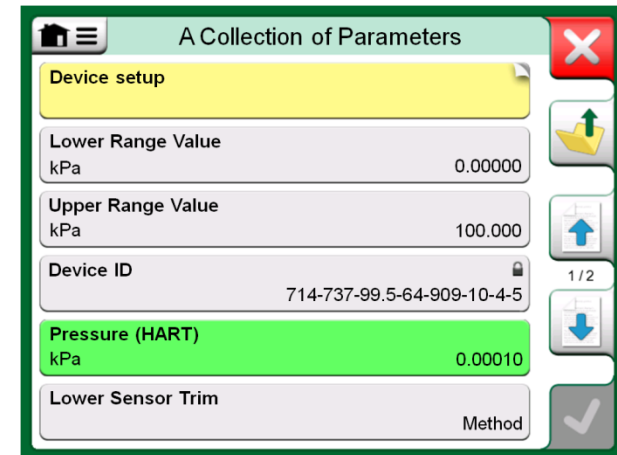 A Collection of Parameters
Device setup
Lower Range Value
kPa 0.00000
Upper Range Value
kPa 100.000
Device ID
714-737-99.5-64-909-10-4-5
1/2
Pressure (HART)
kPa 0.00010
Lower Sensor Trim
Method